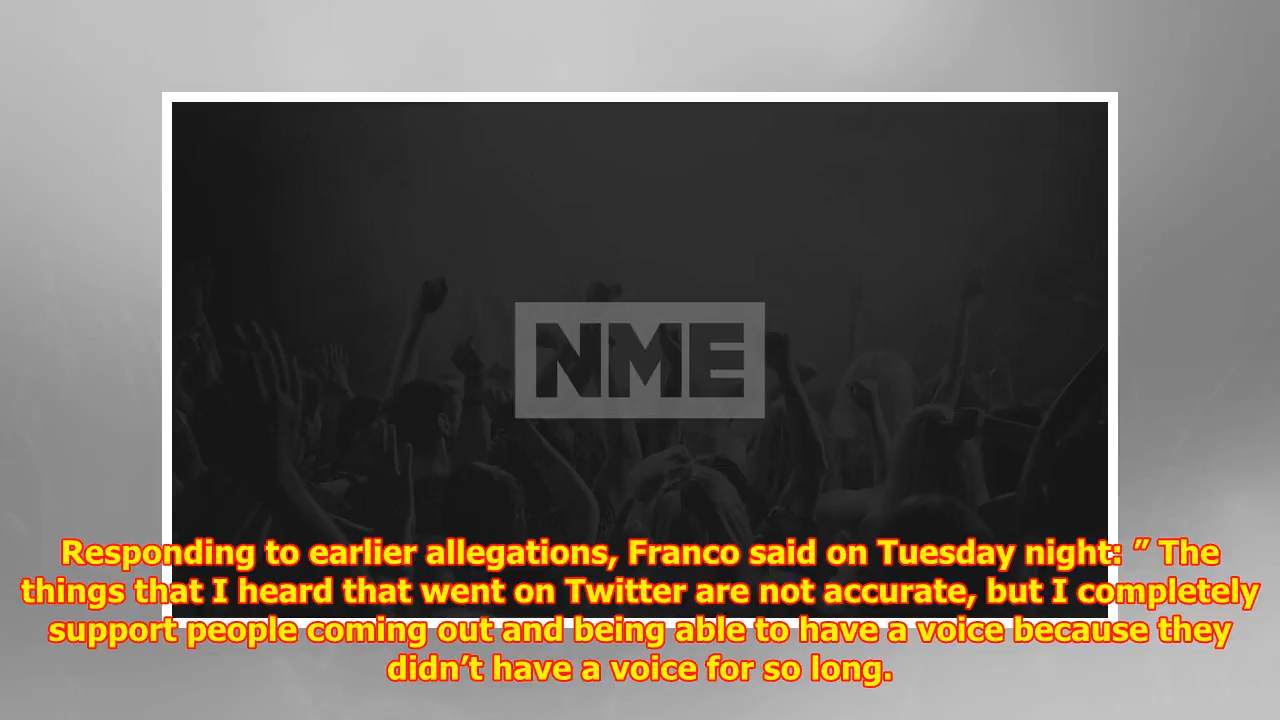 NME
Responding to earlier allegations, Franco said on Tuesday night: ” The
things that I heard that went on Twitter are not accurate, but I completely
support people coming out and being able to have a voice because they
didn’t have a voice for so long.